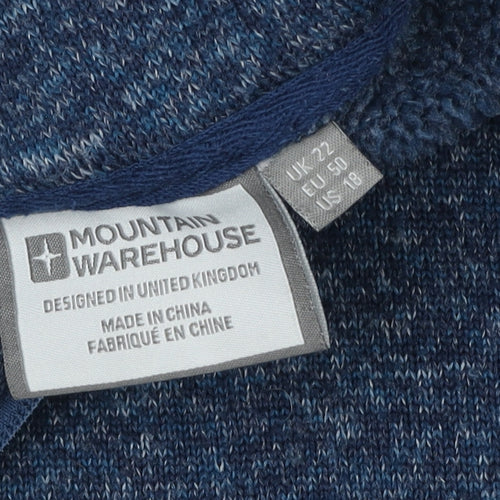 MOUNTAIN
WAREHOUSE
DESIGNED IN UNITED KINGDOM
MADE IN CHINA
FABRIQUÉ EN CHINE
UK 22
EU 50
US 18